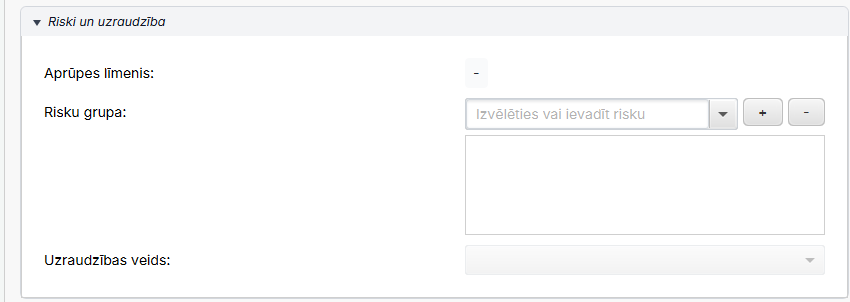 Riski un uzraudzība
Aprūpes līmenis:
-
Risku grupa:
Izvēlēties vai ievadīt risku
+
-
Uzraudzības veids: